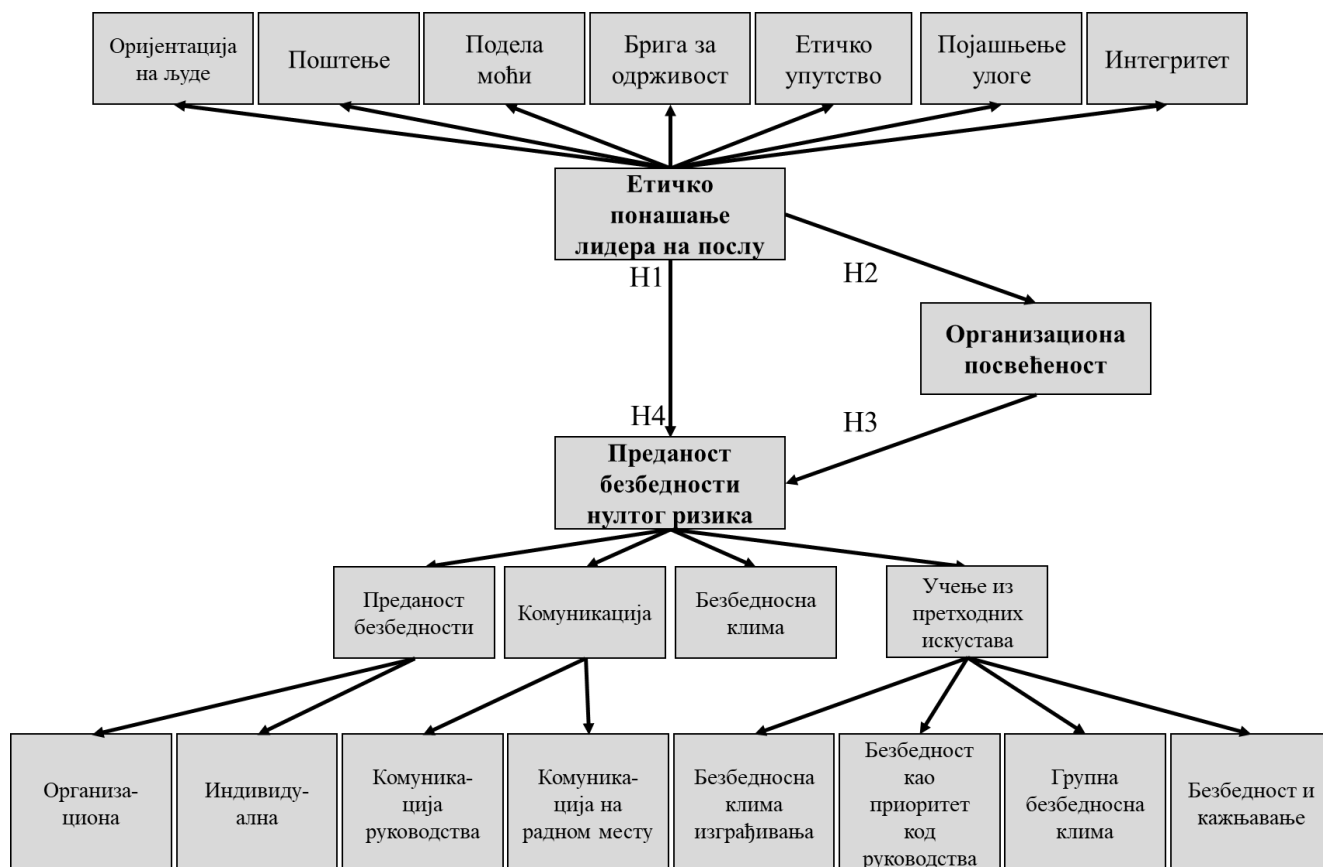 Оријентација
на људе
Поштење
Подела
моћи
Брига за
одрживост
Етичко
упутство
Појашњење
улоге
Интегритет
Етичко
понашање
лидера на послу
H1
H2
Организациона
посвећеност
H4
H3
Преданост
безбедности
нултог ризика
Преданост
безбедности
Комуникација
Безбедносна
клима
Учење из
претходних
искустава
Организа-
циона
Индивиду-
ална
Комуника-
ција
руководства
Комуника-
ција на
радном месту
Безбедносна
клима
изграђивања
Безбедност
као
приоритет
код
руководства
Групна
безбедносна
клима
Безбедност и
кажњавање